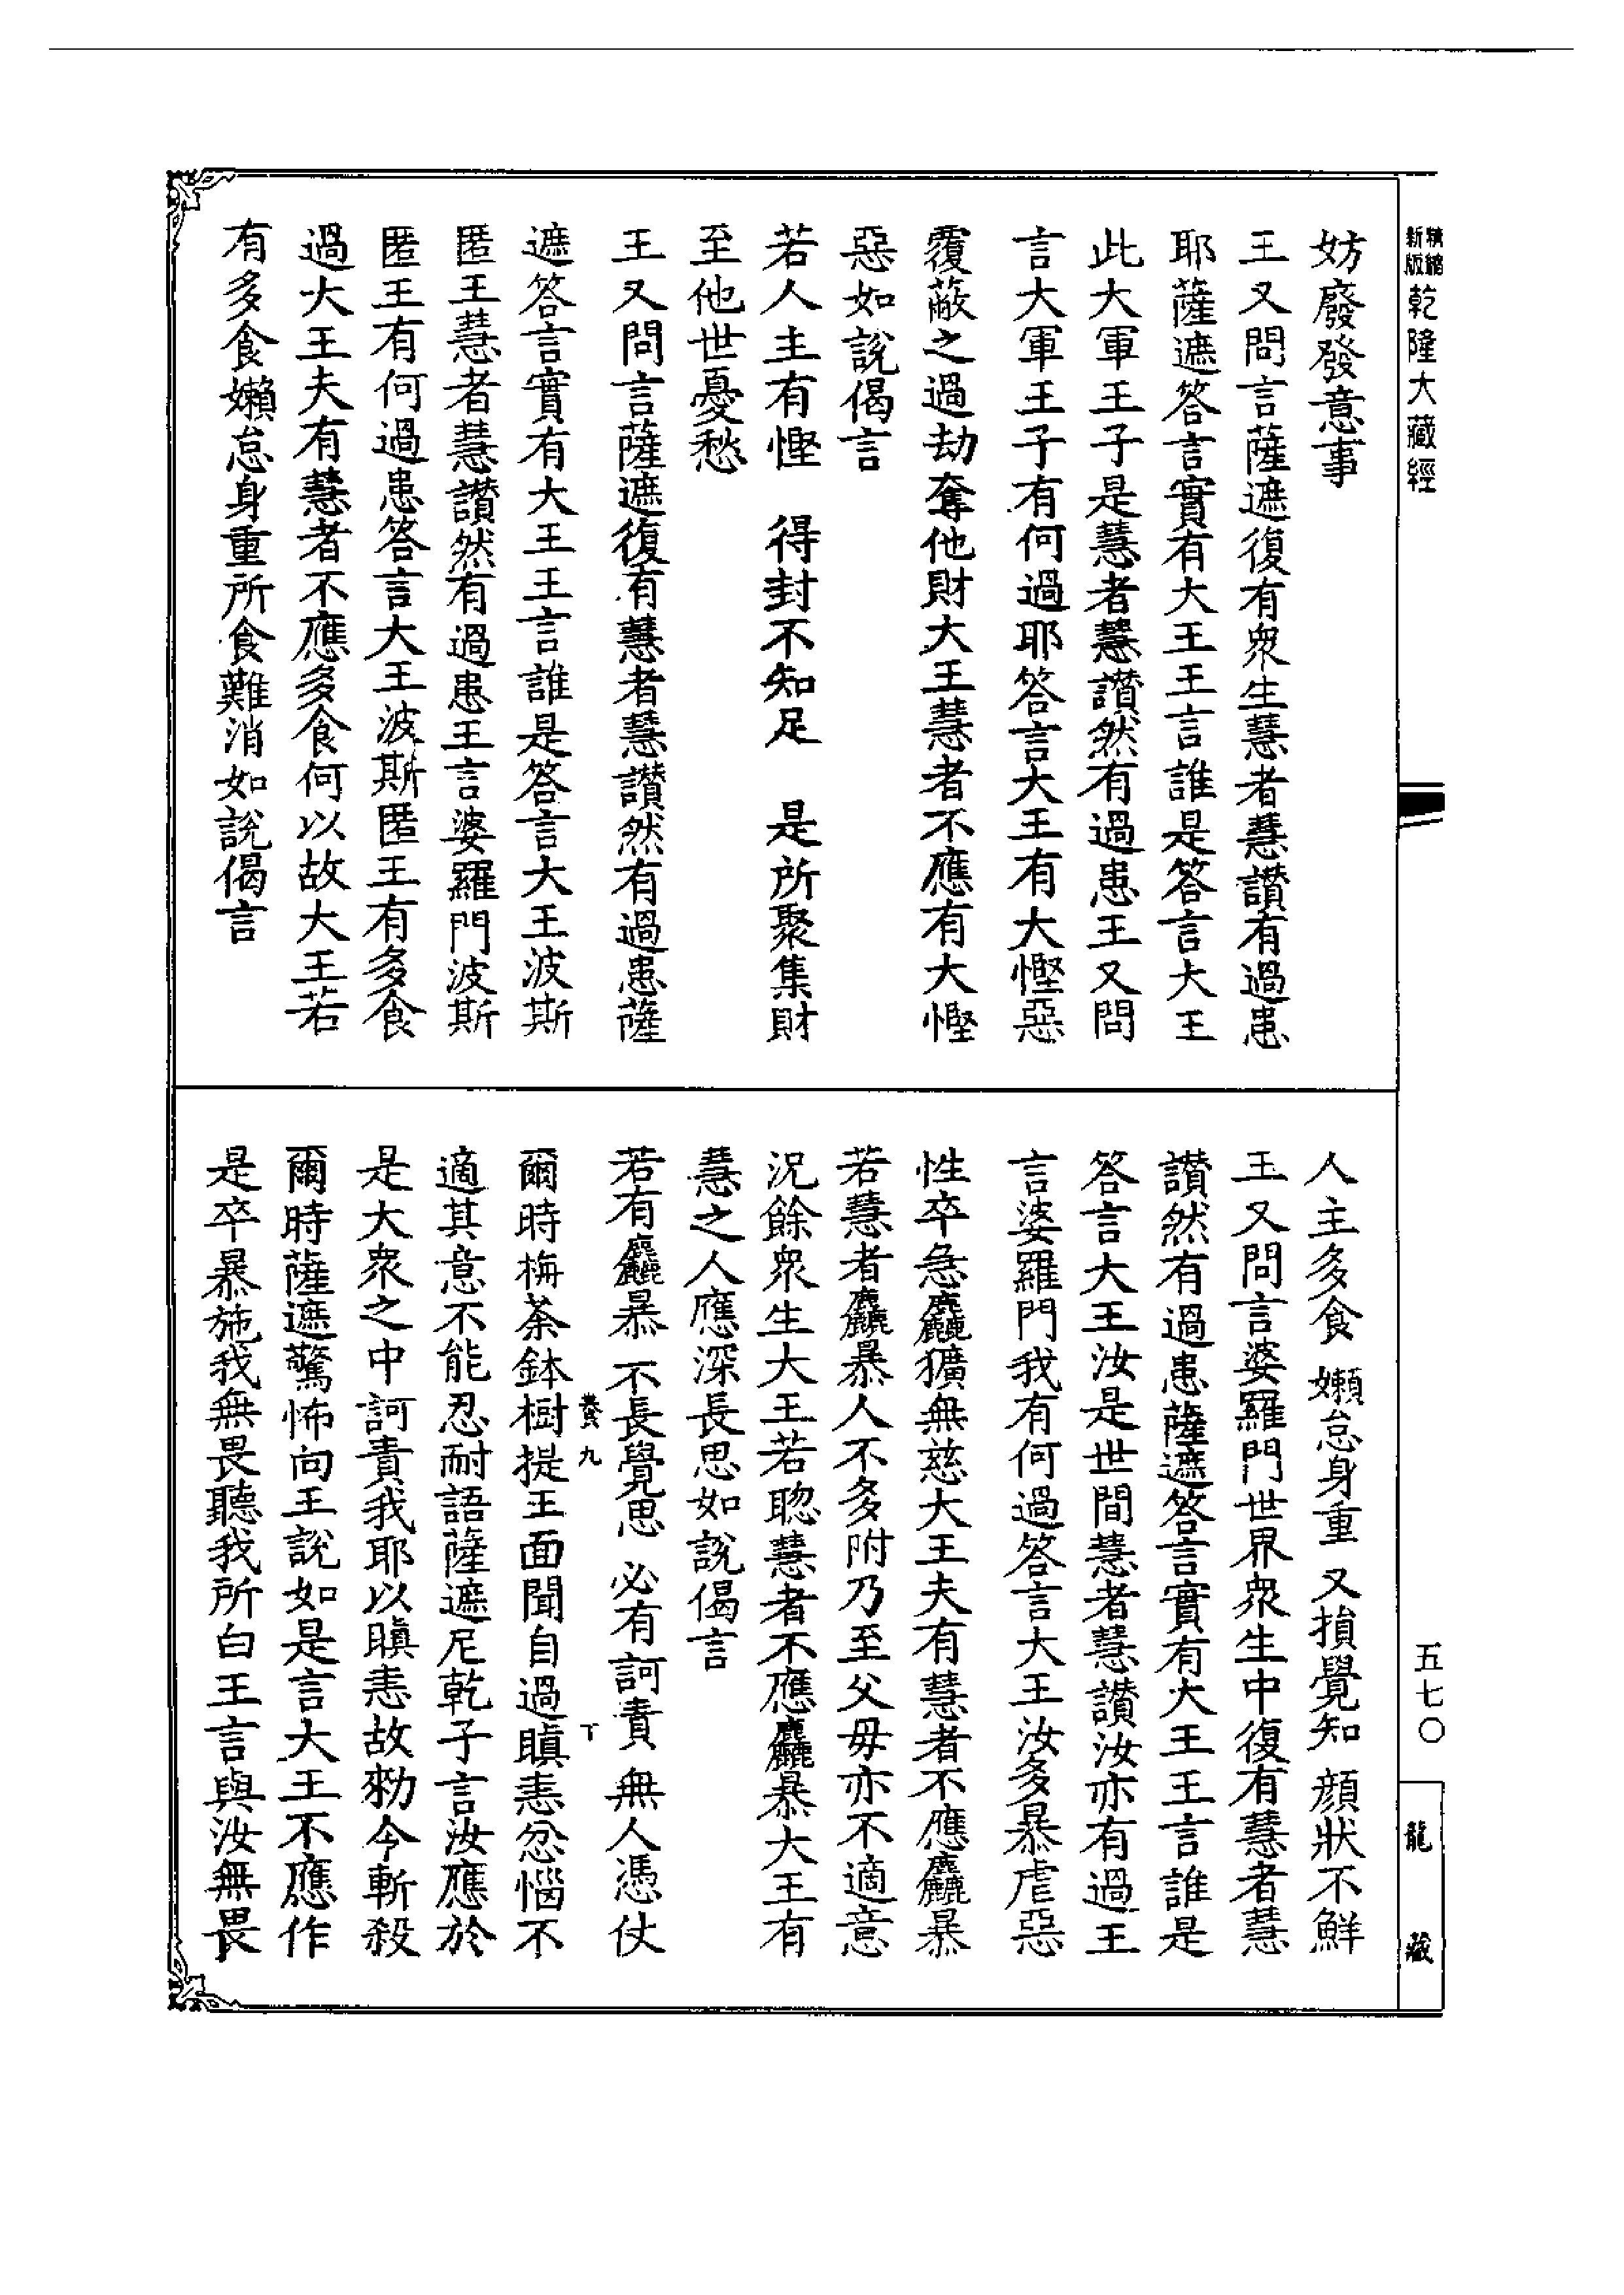 精縮
新版
乾隆大藏經
妨廢發意事
王又問言薩遮復有衆生慧者慧讚有過患
耶薩遮答言實有大王王言誰是答言大王
此大軍王子是慧者慧讚然有過患王又問
言大軍王子有何過耶答言大王有大慳惡
覆蔽之過劫奪他財大王慧者不應有大慳
惡如說偈言
若人主有慳　得封不知足　是所聚集財
至他世憂愁
王又問言薩遮復有慧者慧讚然有過患薩
遮答言實有大王王言誰是答言大王波斯
匿王慧者慧讚然有過患王言婆羅門波斯
匿王有何過患答言大王波斯匿王有多食
過大王夫有慧者不應多食何以故大王若
有多食嬾怠身重所食難消如說偈言
人主多食　嬾怠身重　又損覺知　顏狀不鮮
王又問言婆羅門世界衆生中復有慧者慧
讚然有過患薩遮答言實有大王王言誰是
答言大王汝是世間慧者慧讚汝亦有過王
言婆羅門我有何過答言大王汝多暴虐惡
性卒急麤獷無慈大王夫有慧者不應麤暴
若慧者麤暴人不多附乃至父母亦不適意
況餘衆生大王若聰慧者不應麤暴大王有
慧之人應深長思如說偈言
若有麤暴　不長覺思　必有訶責　無人憑仗
九
爾時栴荼鉢樹提王面聞自過瞋恚忿惱不
適其意不能忍耐語薩遮尼乾子言汝應於
是大衆之中訶責我耶以瞋恚故勑今斬殺
爾時薩遮驚怖向王說如是言大王不應作
是卒暴施我無畏聽我所白王言與汝無畏
五七〇
龍藏